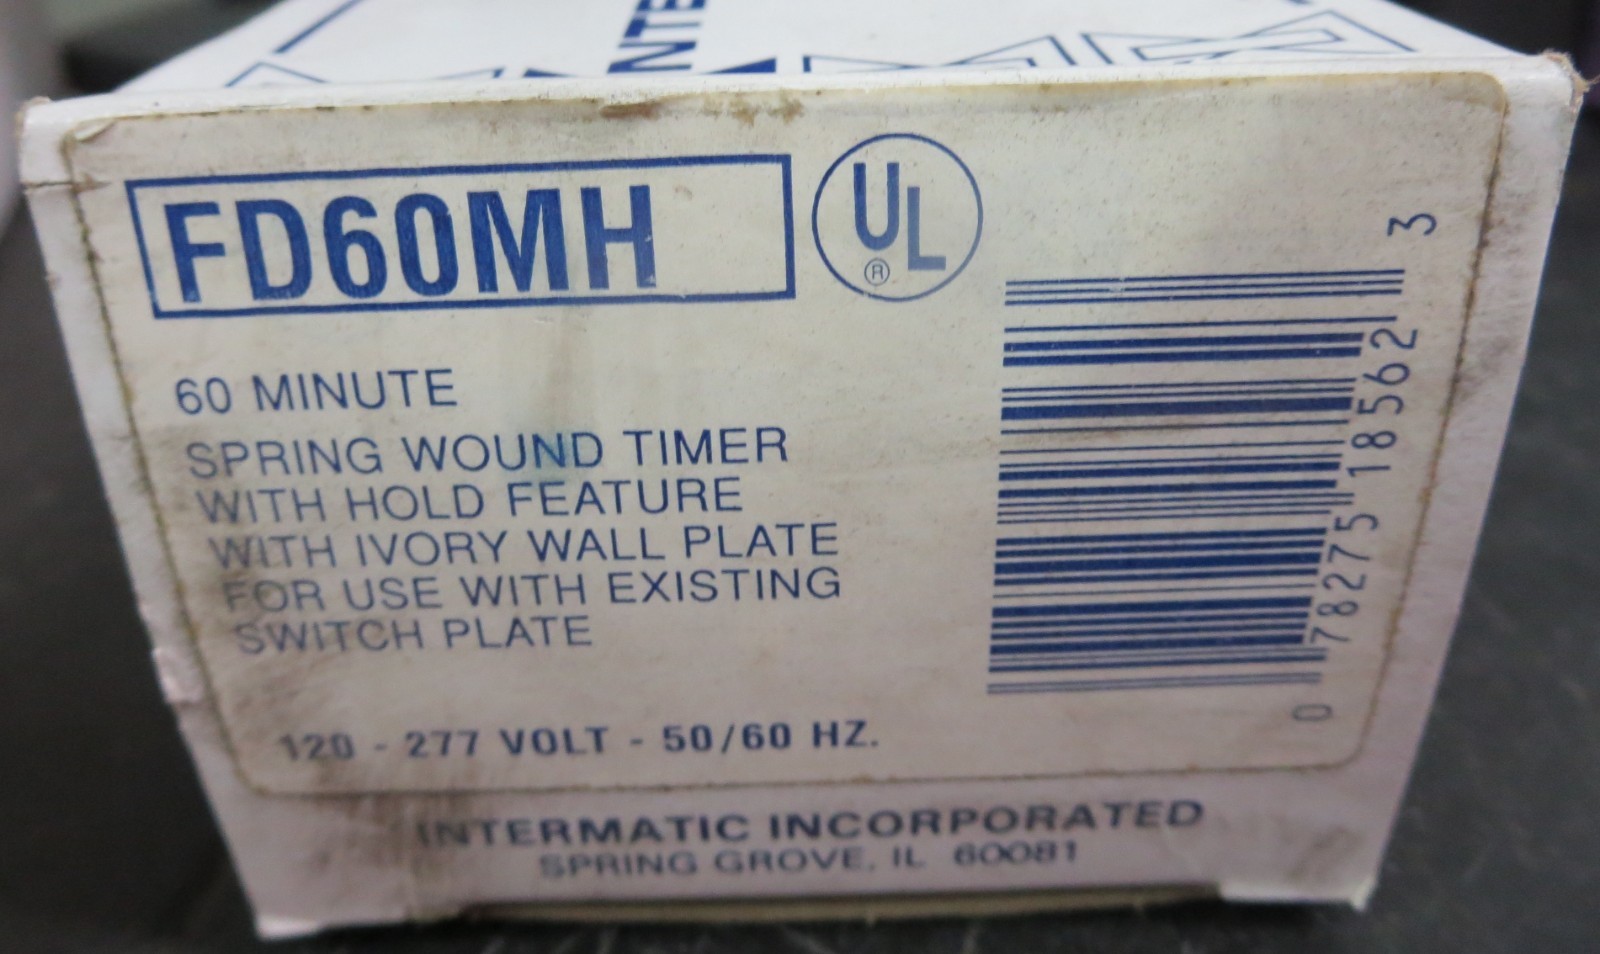 INTE
FD60MH
UL
®
60 MINUTE
SPRING WOUND TIMER
WITH HOLD FEATURE
WITH IVORY WALL PLATE
FOR USE WITH EXISTING
SWITCH PLATE
120 - 277 VOLT - 50/60 HZ.
0 78275 18562 3
INTERMATIC INCORPORATED
SPRING GROVE, IL 60081